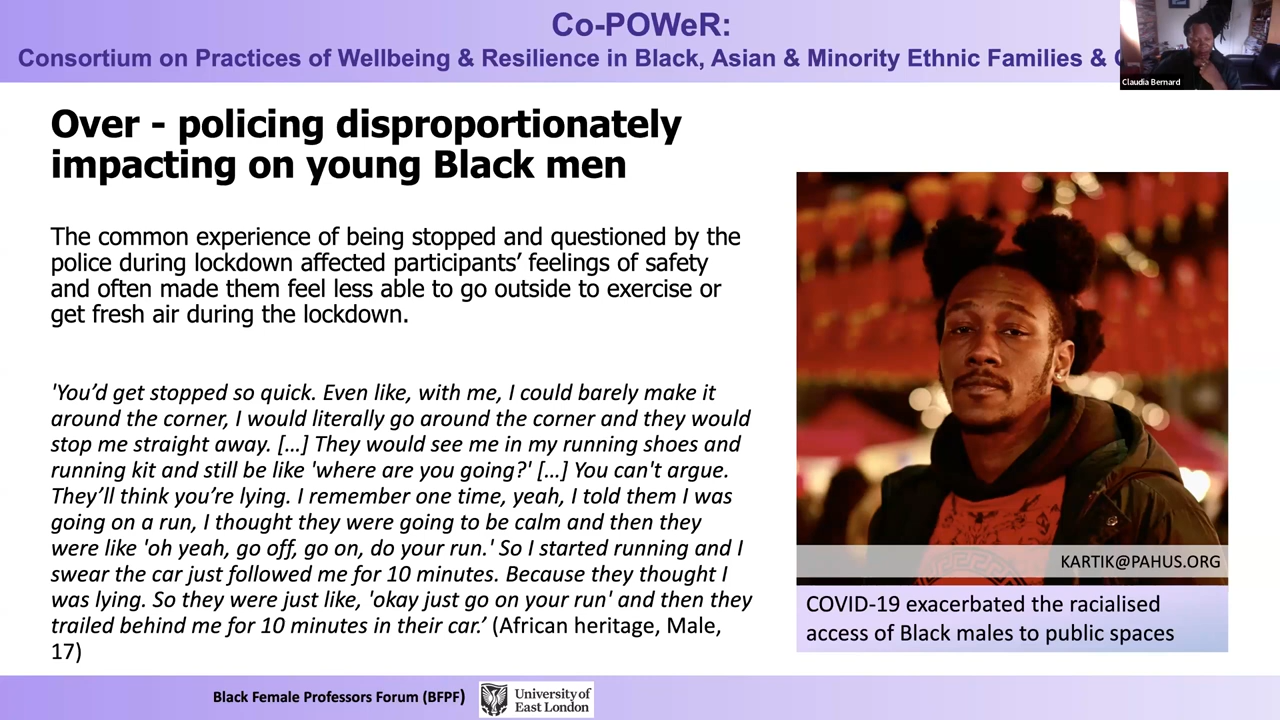 Co-POWeR:
Consortium on Practices of Wellbeing & Resilience in Black, Asian & Minority Ethnic Families &
Claudia Bernard
Over - policing disproportionately
impacting on young Black men
The common experience of being stopped and questioned by the
police during lockdown affected participants’ feelings of safety
and often made them feel less able to go outside to exercise or
get fresh air during the lockdown.
'You’d get stopped so quick. Even like, with me, I could barely make it
around the corner, I would literally go around the corner and they would
stop me straight away. […] They would see me in my running shoes and
running kit and still be like 'where are you going?' […] You can't argue.
They’ll think you’re lying. I remember one time, yeah, I told them I was
going on a run, I thought they were going to be calm and then they
were like 'oh yeah, go off, go on, do your run.' So I started running and I
swear the car just followed me for 10 minutes. Because they thought I
was lying. So they were just like, 'okay just go on your run' and then they
trailed behind me for 10 minutes in their car.’ (African heritage, Male,
17)
KARTIK@PAHUS.ORG
COVID-19 exacerbated the racialised
access of Black males to public spaces
Black Female Professors Forum (BFPF)
University of
East London